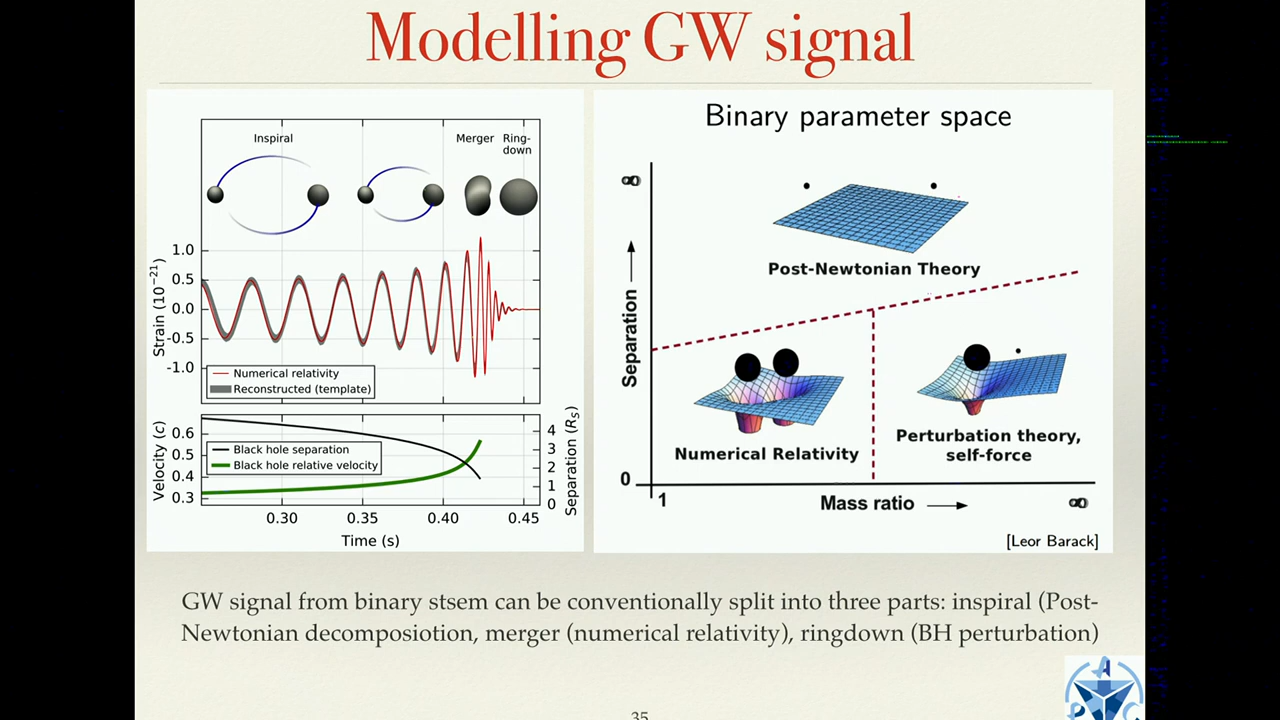 Modelling GW signal
Inspiral
Merger
Ring-
down
1.0
0.5
0.0
-0.5
-1.0
Strain (10⁻²¹)
Numerical relativity
Reconstructed (template)
0.6
0.5
0.4
0.3
Velocity (c)
Black hole separation
Black hole relative velocity
4
3
2
1
0
Separation (R_S)
0.30
0.35
0.40
0.45
Time (s)
Binary parameter space
∞
Post-Newtonian Theory
Separation
Numerical Relativity
Perturbation theory,
self-force
0
1
Mass ratio
∞
[Leor Barack]
GW signal from binary stsem can be conventionally split into three parts: inspiral (Post-
Newtonian decomposiotion, merger (numerical relativity), ringdown (BH perturbation)
35
A
P
C